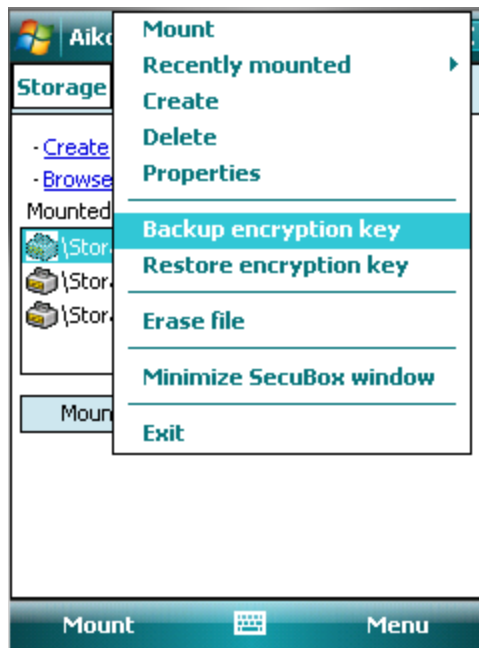 Aiko
Storage
Mount
Recently mounted
Create
Delete
Properties
Backup encryption key
Restore encryption key
Erase file
Minimize SecuBox window
Exit
- Create
- Browse
Mounted
\Stor
\Stor
\Stor
Moun
Mount
Menu